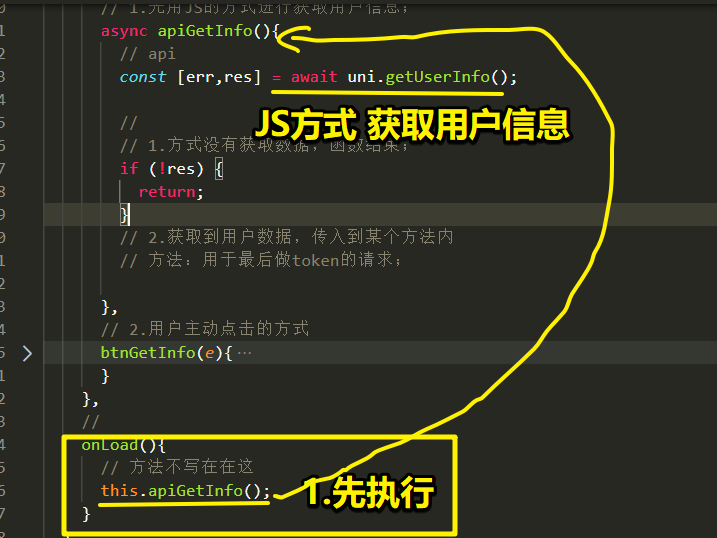 // 1.先用JS的方式进行获取用户信息；
async apiGetInfo(){
// api
const [err,res] = await uni.getUserInfo();
JS方式 获取用户信息
//
// 1.方式没有获取数据，函数结束；
if (!res) {
return;
}
// 2.获取到用户数据，传入到某个方法内
// 方法：用于最后做token的请求；
},
// 2.用户主动点击的方式
btnGetInfo(e){…
}
},
//
onLoad(){
// 方法不写在在这
this.apiGetInfo();
1.先执行
}